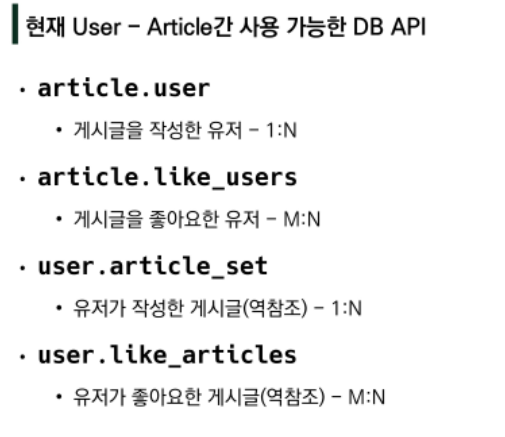 현재 User – Article간 사용 가능한 DB API
• article.user
• 게시글을 작성한 유저 – 1:N
• article.like_users
• 게시글을 좋아요한 유저 – M:N
• user.article_set
• 유저가 작성한 게시글(역참조) – 1:N
• user.like_articles
• 유저가 좋아요한 게시글(역참조) – M:N